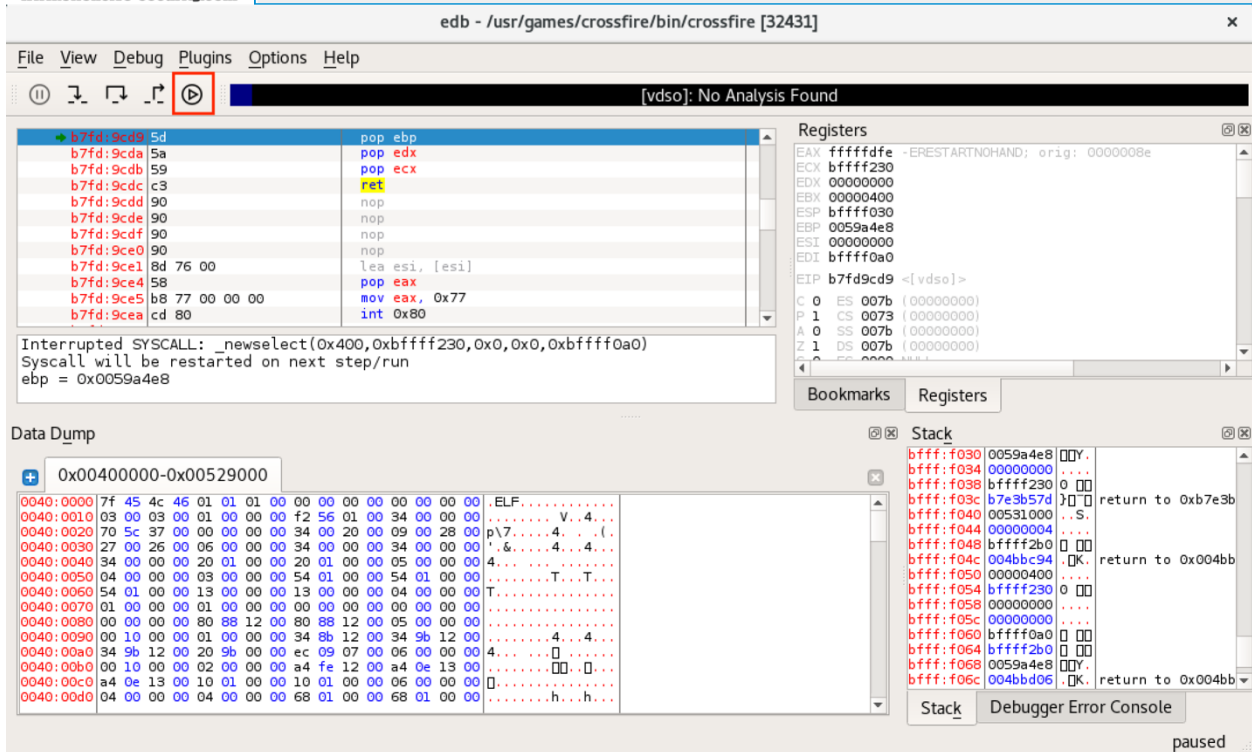 edb - /usr/games/crossfire/bin/crossfire [32431]
File View Debug Plugins Options Help
[vdso]: No Analysis Found
b7fd:9cd9 5d pop ebp
b7fd:9cda 5a pop edx
b7fd:9cdb 59 pop ecx
b7fd:9cdc c3 ret
b7fd:9cdd 90 nop
b7fd:9cde 90 nop
b7fd:9cdf 90 nop
b7fd:9ce0 90 nop
b7fd:9ce1 8d 76 00 lea esi, [esi]
b7fd:9ce4 58 pop eax
b7fd:9ce5 b8 77 00 00 00 mov eax, 0x77
b7fd:9cea cd 80 int 0x80
Interrupted SYSCALL: _newselect(0x400,0xbffff230,0x0,0x0,0xbffff0a0)
Syscall will be restarted on next step/run
ebp = 0x0059a4e8
Registers
EAX fffffdfe -ERESTARTNOHAND; orig: 0000008e
ECX bffff230
EDX 00000000
EBX 00000400
ESP bffff030
EBP 0059a4e8
ESI 00000000
EDI bffff0a0
EIP b7fd9cd9 <[vdso]>
C 0 ES 007b (00000000)
P 1 CS 0073 (00000000)
A 0 SS 007b (00000000)
Z 1 DS 007b (00000000)
Bookmarks Registers
Data Dump
0x00400000-0x00529000
0040:0000 7f 45 4c 46 01 01 01 00 00 00 00 00 00 00 00 00 .ELF............
0040:0010 03 00 03 00 01 00 00 00 f2 56 01 00 34 00 00 00 .........V..4...
0040:0020 70 5c 37 00 00 00 00 00 34 00 20 00 09 00 28 00 p\7.....4. ...(.
0040:0030 27 00 26 00 06 00 00 00 34 00 00 00 34 00 00 00 '.&.....4...4...
0040:0040 34 00 00 00 20 01 00 00 20 01 00 00 05 00 00 00 4... ... .......
0040:0050 04 00 00 00 03 00 00 00 54 01 00 00 54 01 00 00 ........T...T...
0040:0060 54 01 00 00 13 00 00 00 13 00 00 00 04 00 00 00 T...............
0040:0070 01 00 00 00 01 00 00 00 00 00 00 00 00 00 00 00 ................
0040:0080 00 00 00 00 80 88 12 00 80 88 12 00 05 00 00 00 ................
0040:0090 00 10 00 00 01 00 00 00 34 8b 12 00 34 9b 12 00 ........4...4...
0040:00a0 34 9b 12 00 20 9b 00 00 ec 09 07 00 06 00 00 00
0040:00b0 00 10 00 00 02 00 00 00 a4 fe 12 00 a4 0e 13 00
0040:00c0 a4 0e 13 00 10 01 00 00 10 01 00 00 06 00 00 00
0040:00d0 04 00 00 00 04 00 00 00 68 01 00 00 68 01 00 00 ........h...h...
Stack
bfff:f030 0059a4e8 Y.
bfff:f034 00000000 ....
bfff:f038 bffff230 0
bfff:f03c b7e3b57d } return to 0xb7e3b
bfff:f040 00531000 ..S.
bfff:f044 00000004 ....
bfff:f048 bffff2b0
bfff:f04c 004bbc94 .K. return to 0x004bb
bfff:f050 00000400 ....
bfff:f054 bffff230 0
bfff:f058 00000000 ....
bfff:f05c 00000000 ....
bfff:f060 bffff0a0
bfff:f064 bffff2b0
bfff:f068 0059a4e8 Y.
bfff:f06c 004bbd06 .K. return to 0x004bb
Stack Debugger Error Console
paused